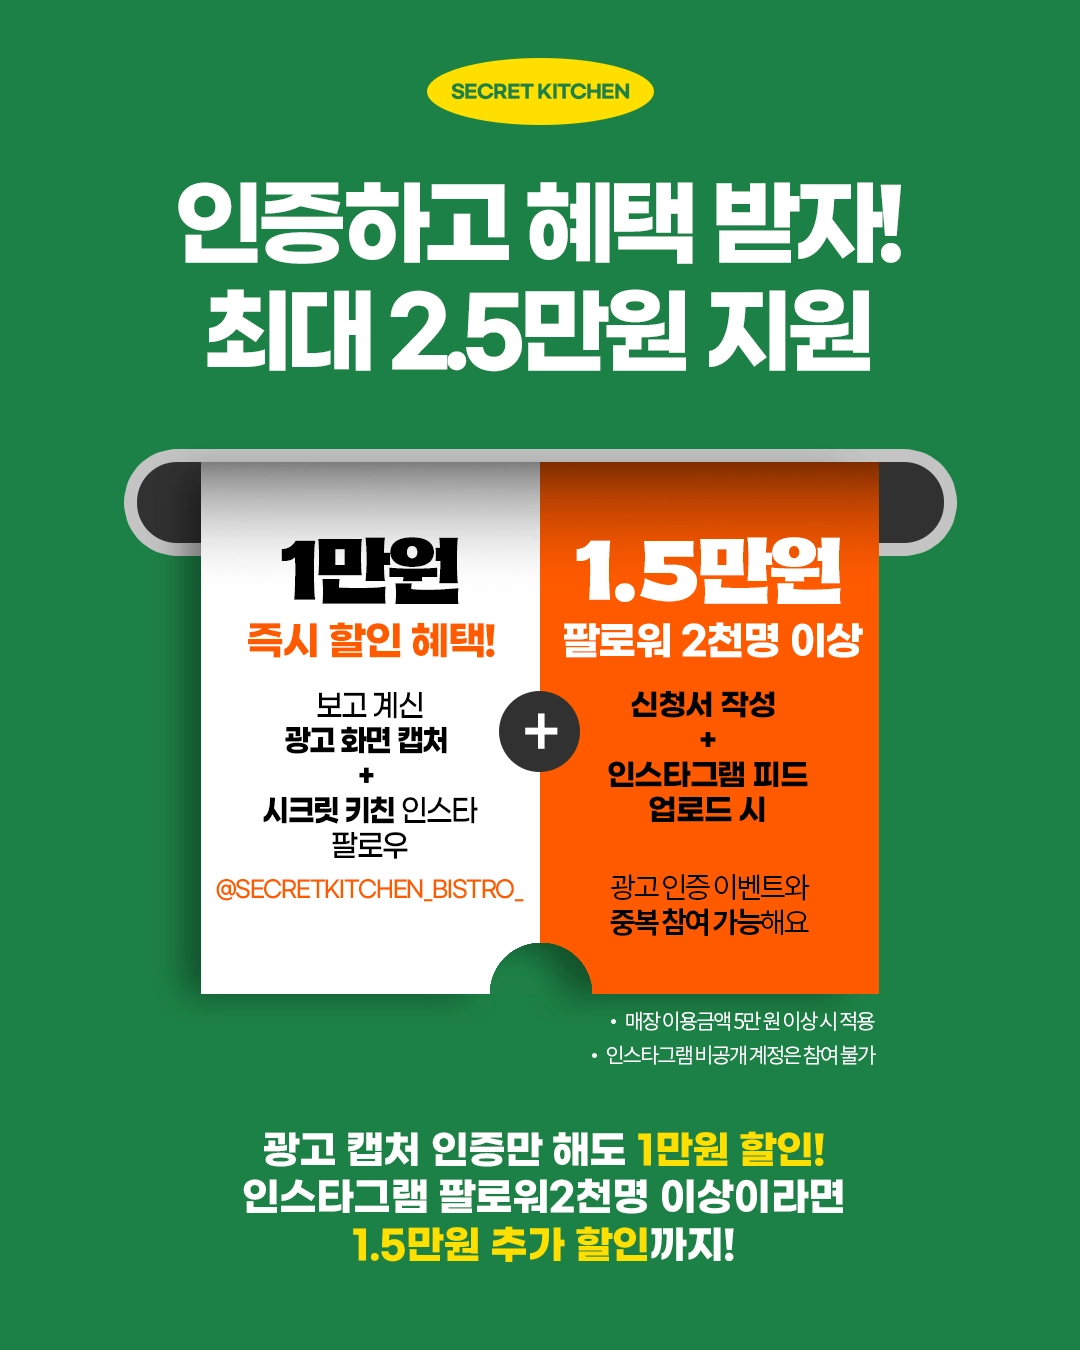 SECRET KITCHEN
인증하고 혜택 받자!
최대 2.5만원 지원
1만원
즉시 할인 혜택!
보고 계신
광고 화면 캡처
+
시크릿 키친 인스타
팔로우
@SECRETKITCHEN_BISTRO_
+
1.5만원
팔로워 2천명 이상
신청서 작성
+
인스타그램 피드
업로드 시
광고 인증 이벤트와
중복 참여 가능해요
• 매장 이용금액 5만 원 이상 시 적용
• 인스타그램 비공개 계정은 참여 불가
광고 캡처 인증만 해도 1만원 할인!
인스타그램 팔로워2천명 이상이라면
1.5만원 추가 할인까지!